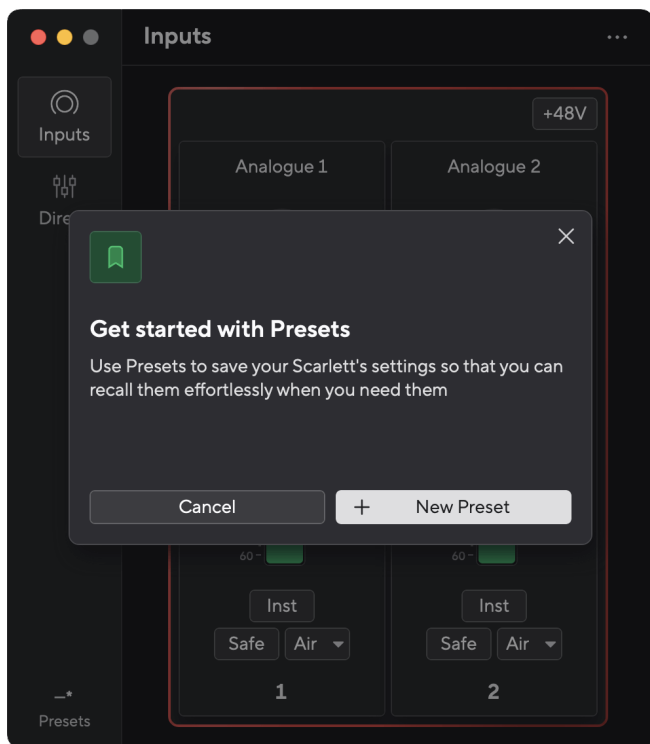 Inputs
...
Inputs
+48V
Analogue 1
Analogue 2
Dire
Get started with Presets
Use Presets to save your Scarlett's settings so that you can
recall them effortlessly when you need them
Cancel
+ New Preset
60
60
Inst
Inst
Safe
Air
Safe
Air
1
2
Presets